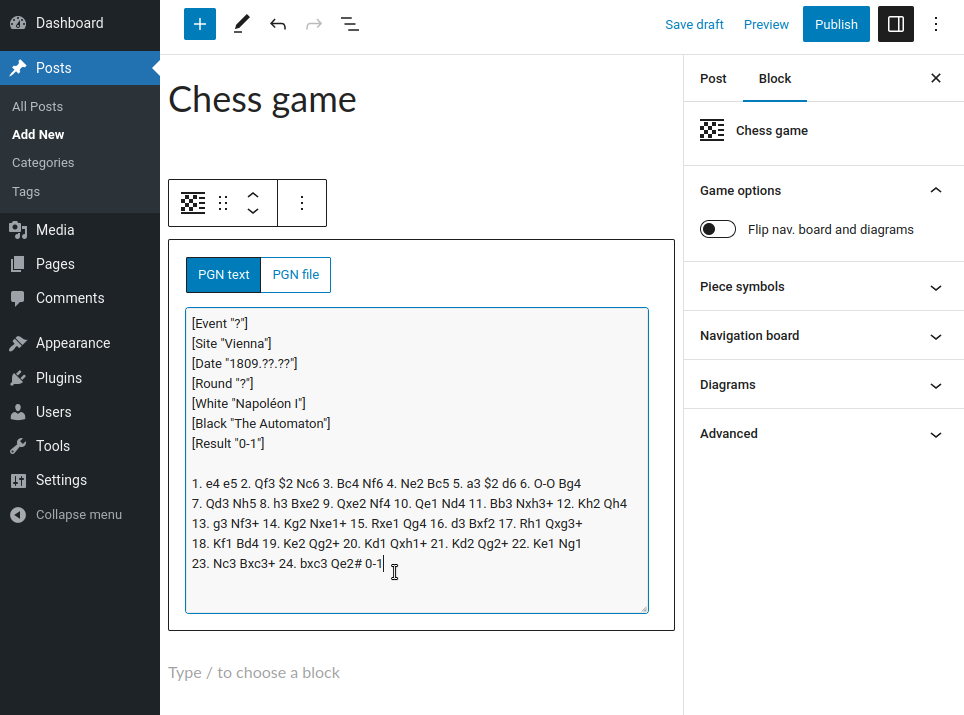 Dashboard
Posts
All Posts
Add New
Categories
Tags
Media
Pages
Comments
Appearance
Plugins
Users
Tools
Settings
Collapse menu
Save draft
Preview
Publish
Chess game
PGN text
PGN file
[Event "?"]
[Site "Vienna"]
[Date "1809.??.??"]
[Round "?"]
[White "Napoléon I"]
[Black "The Automaton"]
[Result "0-1"]
1. e4 e5 2. Qf3 $2 Nc6 3. Bc4 Nf6 4. Ne2 Bc5 5. a3 $2 d6 6. O-O Bg4
7. Qd3 Nh5 8. h3 Bxe2 9. Qxe2 Nf4 10. Qe1 Nd4 11. Bb3 Nxh3+ 12. Kh2 Qh4
13. g3 Nf3+ 14. Kg2 Nxe1+ 15. Rxe1 Qg4 16. d3 Bxf2 17. Rh1 Qxg3+
18. Kf1 Bd4 19. Ke2 Qg2+ 20. Kd1 Qxh1+ 21. Kd2 Qg2+ 22. Ke1 Ng1
23. Nc3 Bxc3+ 24. bxc3 Qe2# 0-1
Type / to choose a block
Post
Block
Chess game
Game options
Flip nav. board and diagrams
Piece symbols
Navigation board
Diagrams
Advanced